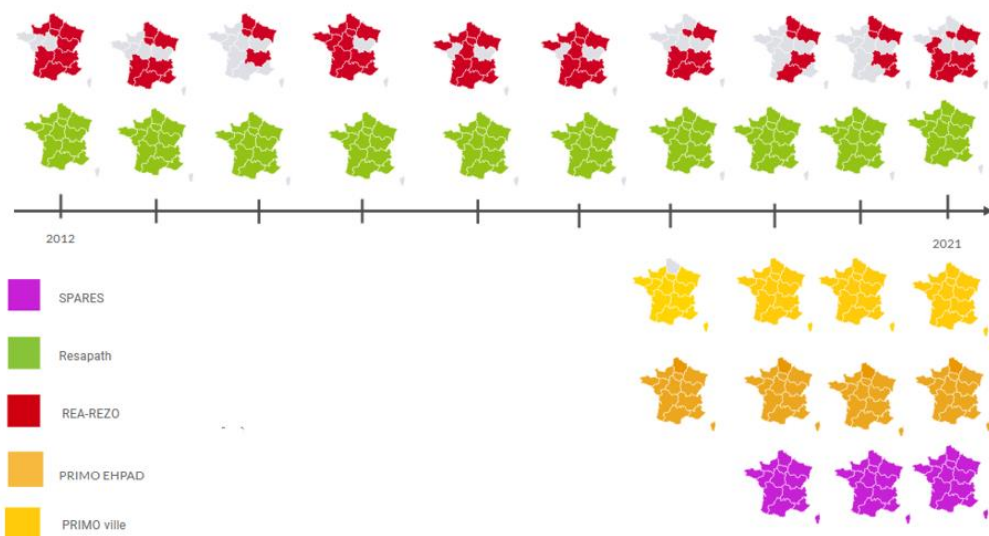 2012
2021
SPARES
Resapath
REA-REZO
PRIMO EHPAD
PRIMO ville